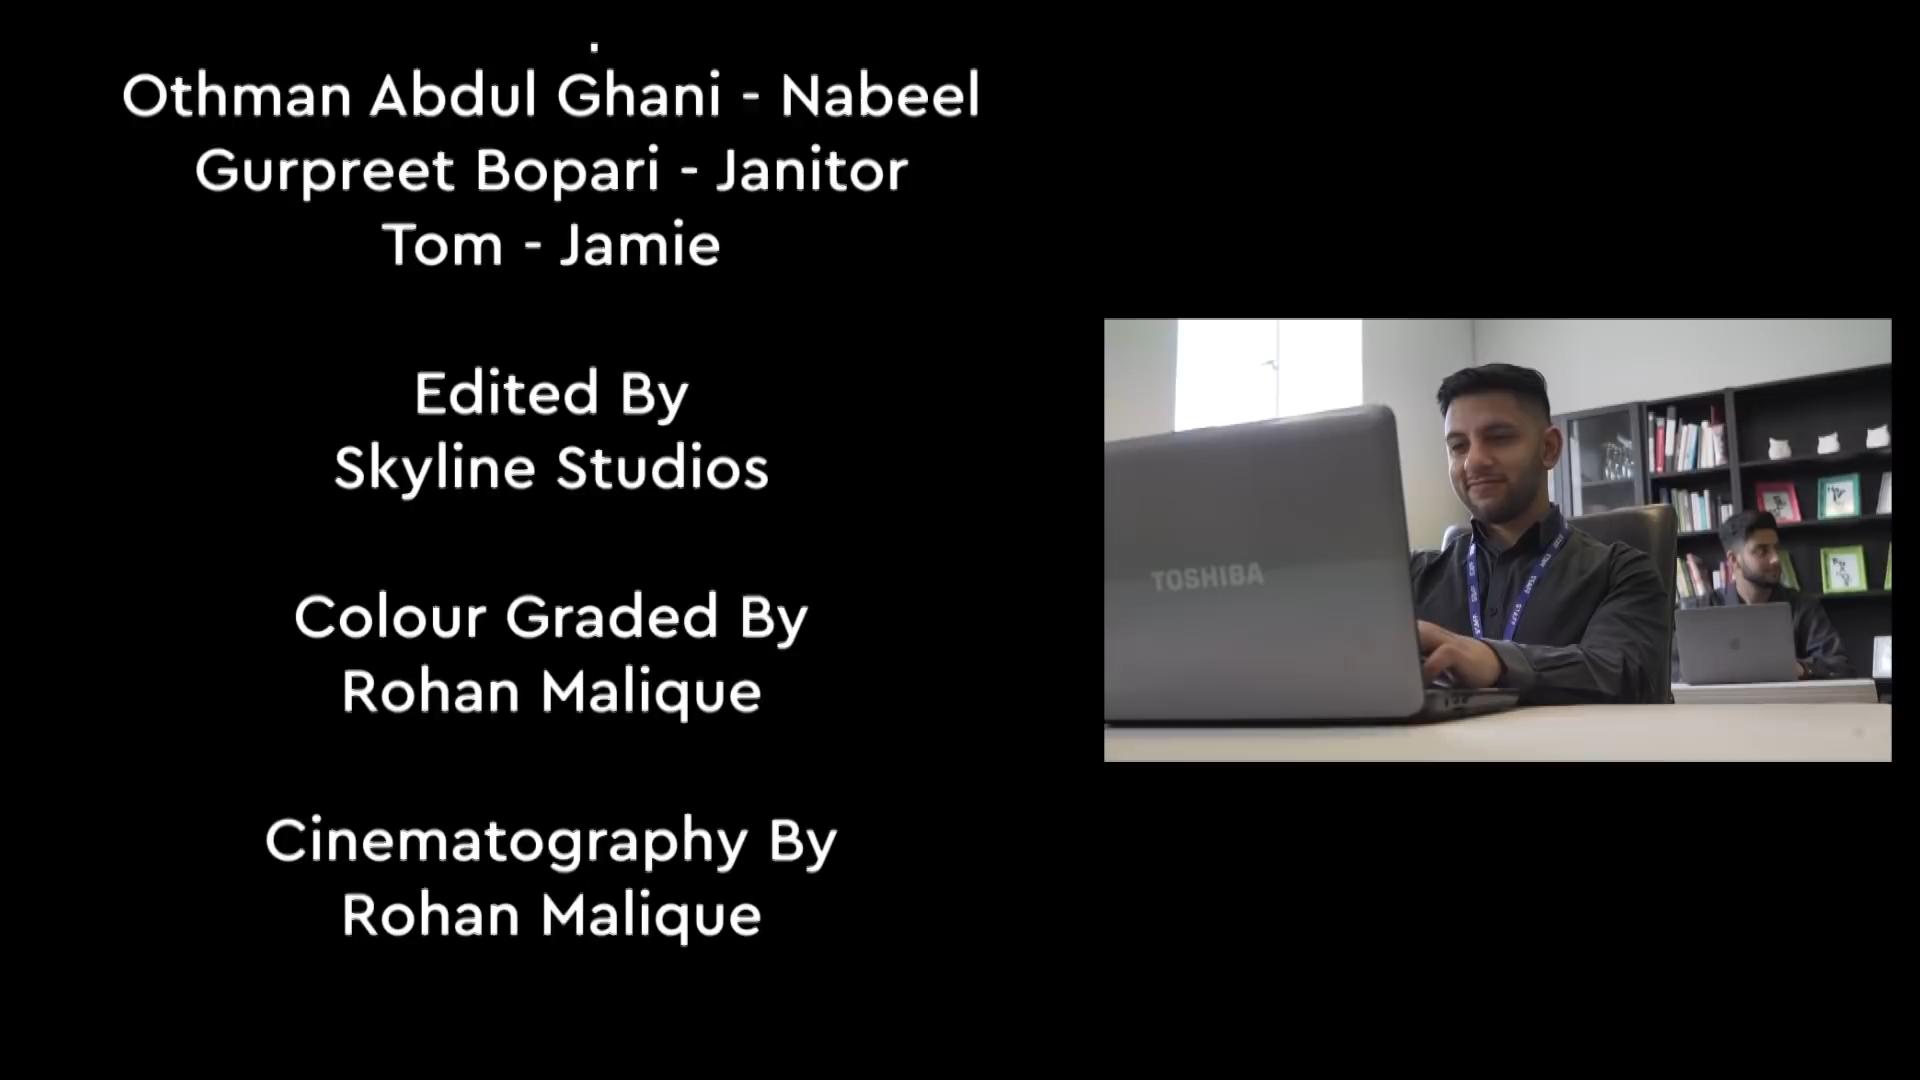 Othman Abdul Ghani - Nabeel
Gurpreet Bopari - Janitor
Tom - Jamie
Edited By
Skyline Studios
Colour Graded By
Rohan Malique
Cinematography By
Rohan Malique
TOSHIBA
STAFF